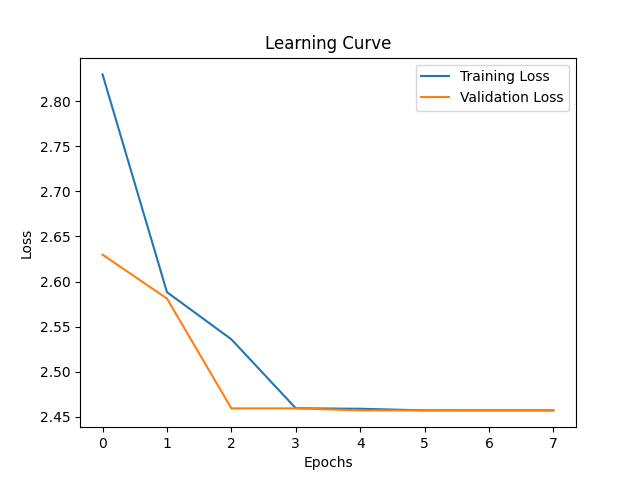 Learning Curve
Training Loss
Validation Loss
2.80
2.75
2.70
2.65
2.60
2.55
2.50
2.45
Loss
0 1 2 3 4 5 6 7
Epochs